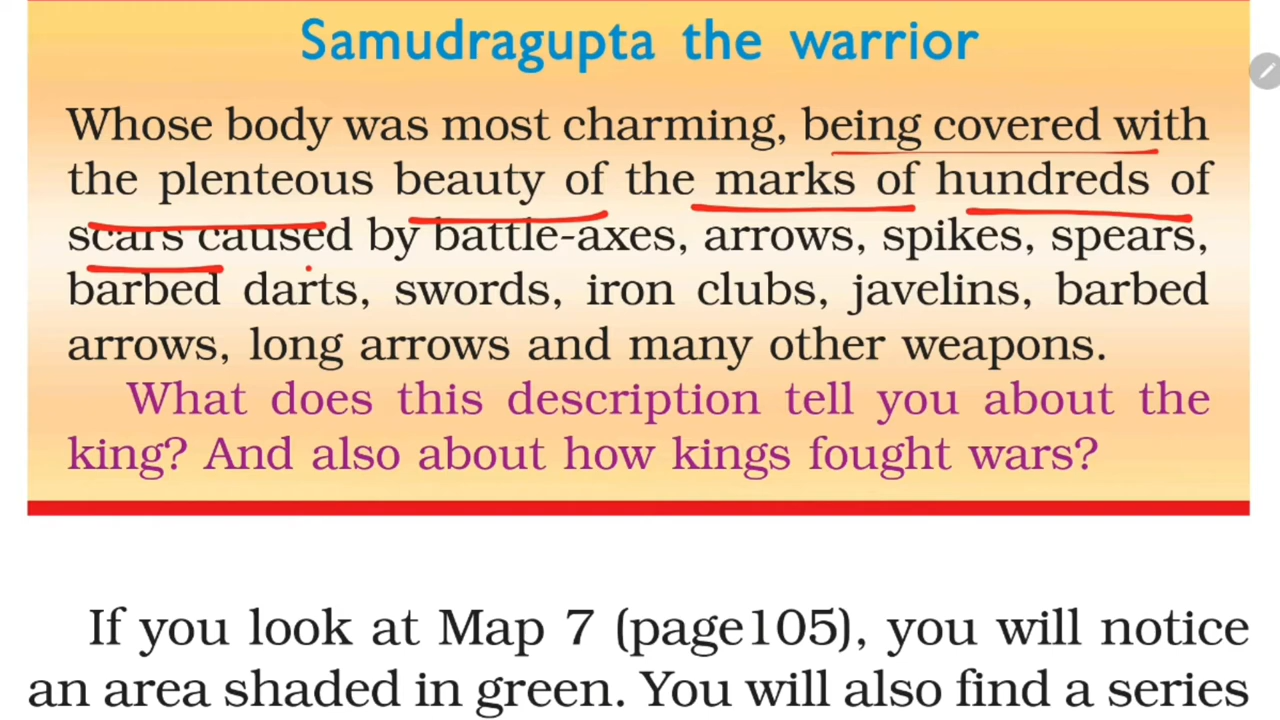 Samudragupta the warrior
Whose body was most charming, being covered with
the plenteous beauty of the marks of hundreds of
scars caused by battle-axes, arrows, spikes, spears,
barbed darts, swords, iron clubs, javelins, barbed
arrows, long arrows and many other weapons.
What does this description tell you about the
king? And also about how kings fought wars?
If you look at Map 7 (page105), you will notice
an area shaded in green. You will also find a series